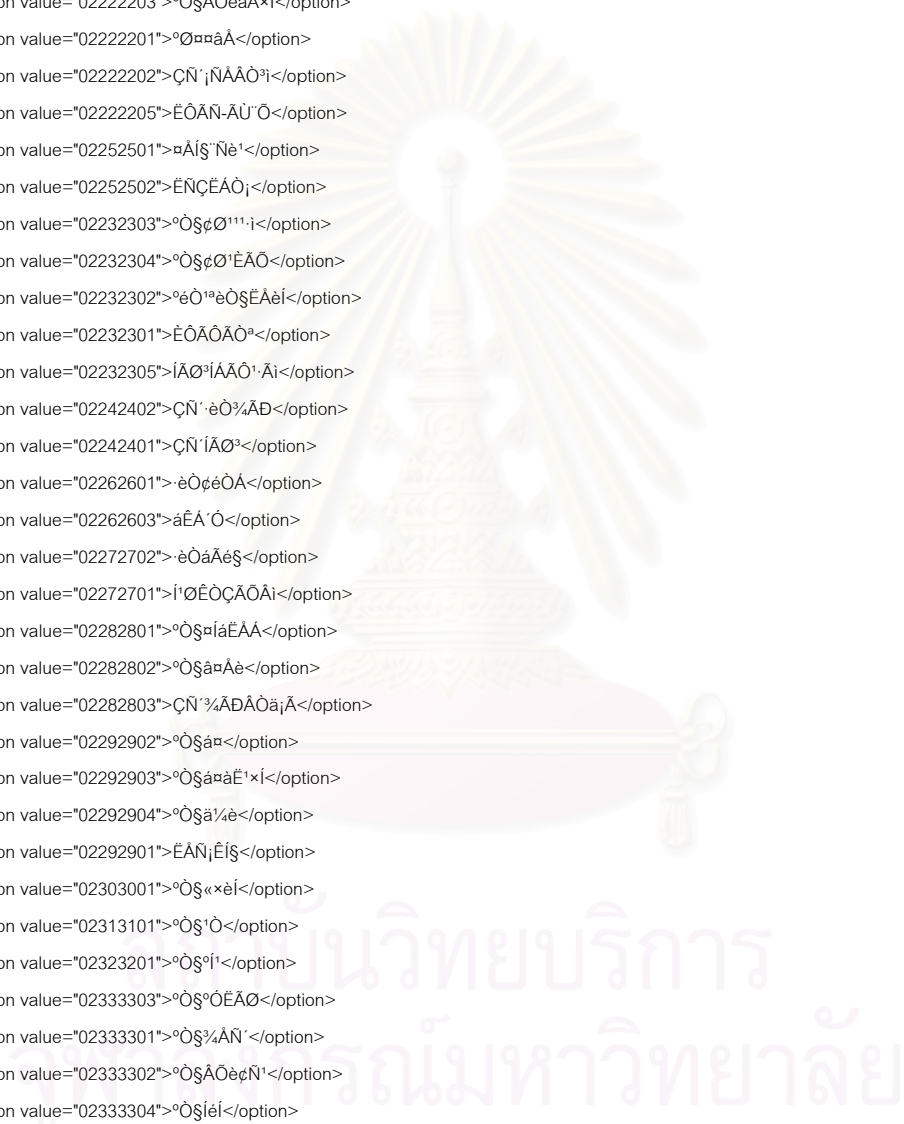 on value="02222203">ºÒ§ÂÕèàÃ×Í</option>
on value="02222201">ºØ¤¤âÅ</option>
on value="02222202">ÇÑ´¡ÑÅÂÒ³ì</option>
on value="02222205">ËÔÃÑ-ÃÙ¨Õ</option>
on value="02252501">¤ÅÍ§¨Ñè¹</option>
on value="02252502">ËÑÇËÁÒ¡</option>
on value="02232303">ºÒ§¢Ø¹¹¹·ì</option>
on value="02232304">ºÒ§¢Ø¹ÈÃÕ</option>
on value="02232302">ºéÒ¹ªèÒ§ËÅèÍ</option>
on value="02232301">ÈÔÃÔÃÒª</option>
on value="02232305">ÍÃØ³ÍÁÃÔ¹·Ãì</option>
on value="02242402">ÇÑ´·èÒ¾ÃÐ</option>
on value="02242401">ÇÑ´ÍÃØ³</option>
on value="02262601">·èÒ¢éÒÁ</option>
on value="02262603">áÊÁ´Ó</option>
on value="02272702">·èÒáÃé§</option>
on value="02272701">Í¹ØÊÒÇÃÕÂì</option>
on value="02282801">ºÒ§¤ÍáËÅÁ</option>
on value="02282802">ºÒ§â¤Åè</option>
on value="02282803">ÇÑ´¾ÃÐÂÒä¡Ã</option>
on value="02292902">ºÒ§á¤</option>
on value="02292903">ºÒ§á¤àË¹×Í</option>
on value="02292904">ºÒ§ä¼è</option>
on value="02292901">ËÅÑ¡ÊÍ§</option>
on value="02303001">ºÒ§«×èÍ</option>
on value="02313101">ºÒ§¹Ò</option>
on value="02323201">ºÒ§ºÍ¹</option>
on value="02333303">ºÒ§ºÓËÃØ</option>
on value="02333301">ºÒ§¾ÅÑ´</option>
on value="02333302">ºÒ§ÂÕè¢Ñ¹</option>
on value="02333304">ºÒ§ÍéÍ</option>
สถาบันวิทยบริการ
จุฬาลงกรณ์มหาวิทยาลัย